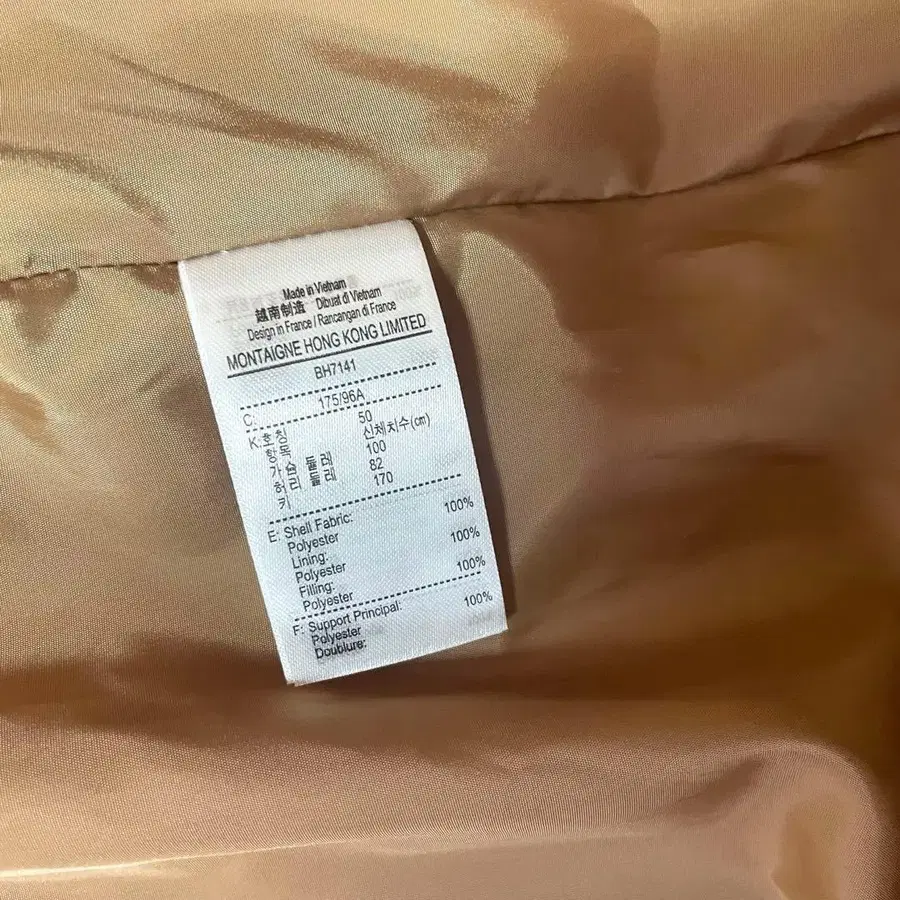 Made in Vietnam
越南制造 Dibuat di Vietnam
Design in France / Rancangan di France
MONTAIGNE HONG KONG LIMITED
BH7141
C: 175/96A
K:호칭 50
항목 신체치수(cm)
가슴둘레 100
허리둘레 82
키 170
E: Shell Fabric:
Polyester 100%
Lining:
Polyester 100%
Filling:
Polyester 100%
F: Support Principal:
Polyester 100%
Doublure: